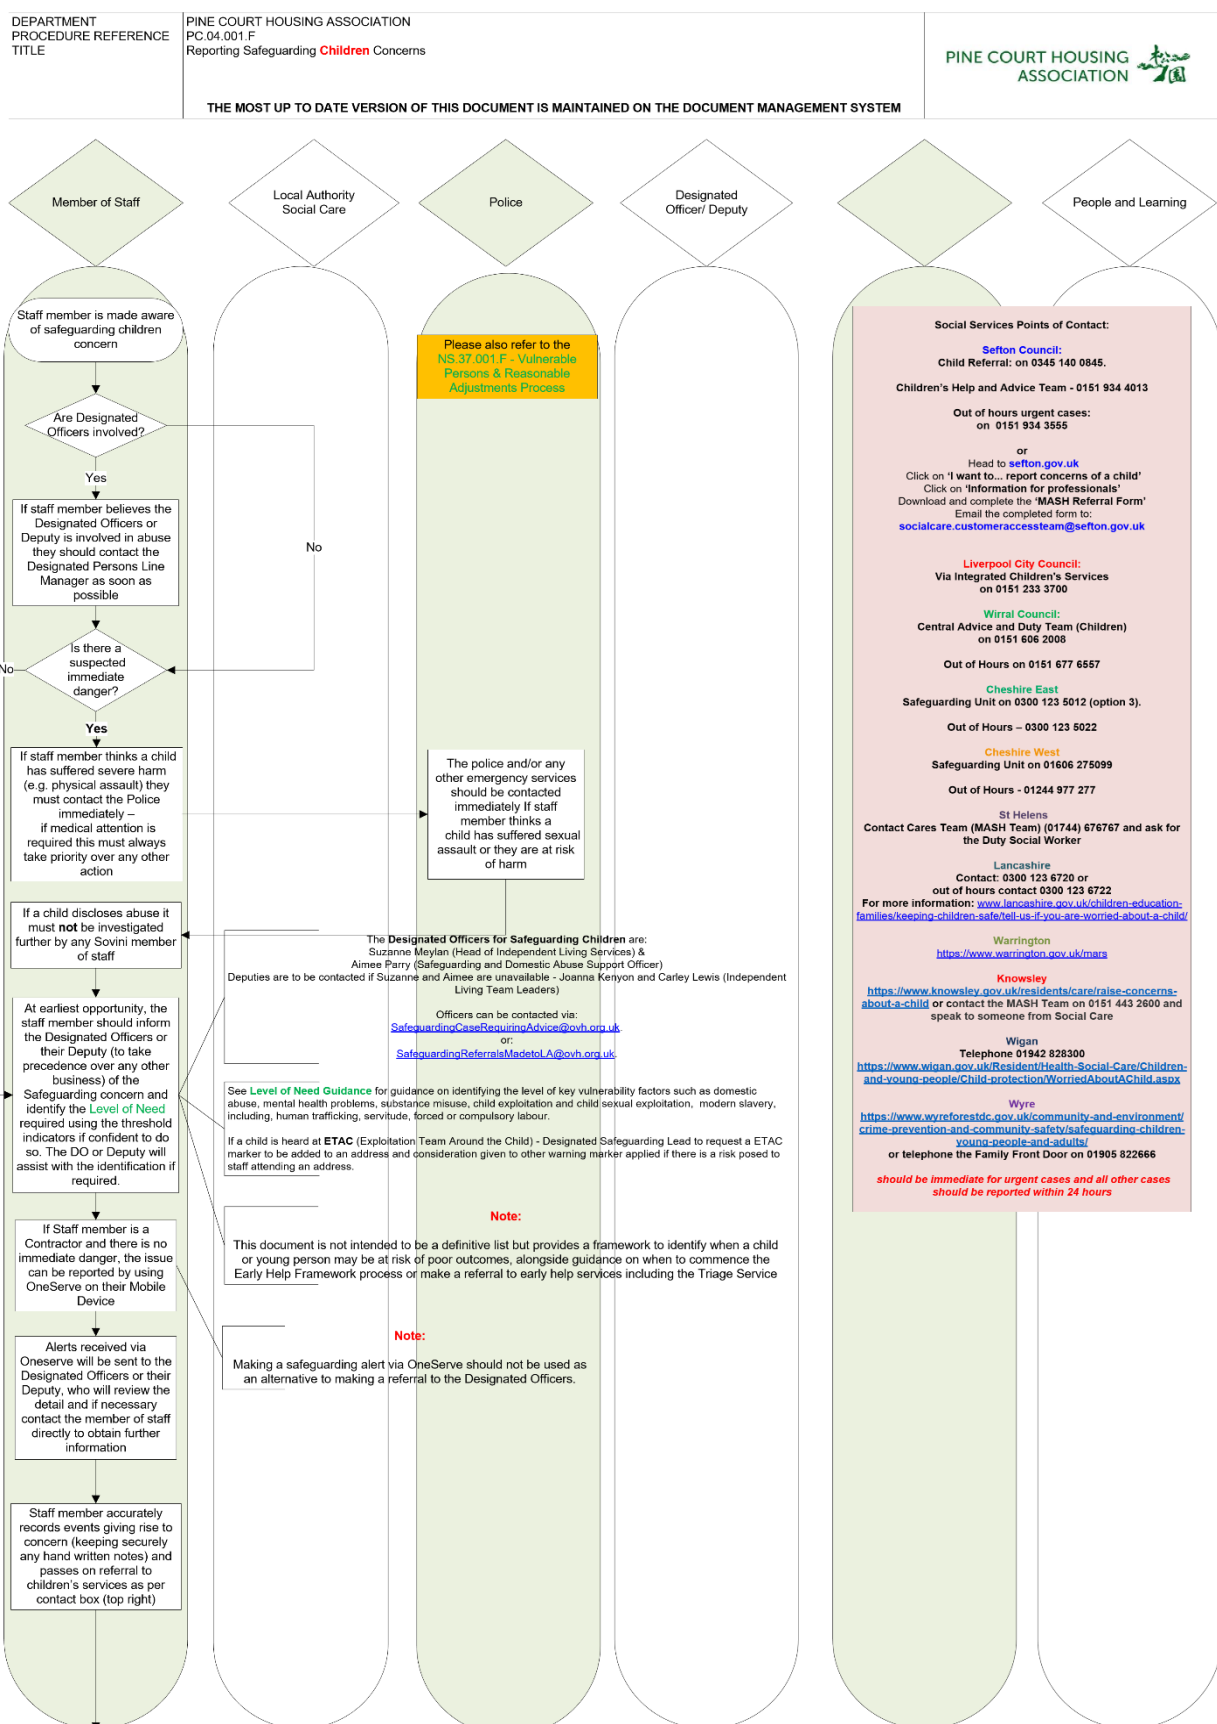 DEPARTMENT
PROCEDURE REFERENCE
TITLE
PINE COURT HOUSING ASSOCIATION
PC.04.001.F
Reporting Safeguarding Children Concerns
THE MOST UP TO DATE VERSION OF THIS DOCUMENT IS MAINTAINED ON THE DOCUMENT MANAGEMENT SYSTEM
PINE COURT HOUSING
ASSOCIATION
Member of Staff
Local Authority
Social Care
Police
Designated
Officer/ Deputy
People and Learning
Staff member is made aware
of safeguarding children
concern
Are Designated
Officers involved?
Yes
No
If staff member believes the
Designated Officers or
Deputy is involved in abuse
they should contact the
Designated Persons Line
Manager as soon as
possible
Is there a
suspected
immediate
danger?
No
Yes
If staff member thinks a child
has suffered severe harm
(e.g. physical assault) they
must contact the Police
immediately –
if medical attention is
required this must always
take priority over any other
action
If a child discloses abuse it
must not be investigated
further by any Sovini member
of staff
At earliest opportunity, the
staff member should inform
the Designated Officers or
their Deputy (to take
precedence over any other
business) of the
Safeguarding concern and
identify the Level of Need
required using the threshold
indicators if confident to do
so. The DO or Deputy will
assist with the identification if
required.
If Staff member is a
Contractor and there is no
immediate danger, the issue
can be reported by using
OneServe on their Mobile
Device
Alerts received via
Oneserve will be sent to the
Designated Officers or their
Deputy, who will review the
detail and if necessary
contact the member of staff
directly to obtain further
information
Staff member accurately
records events giving rise to
concern (keeping securely
any hand written notes) and
passes on referral to
children's services as per
contact box (top right)
Please also refer to the
NS.37.001.F - Vulnerable
Persons & Reasonable
Adjustments Process
The police and/or any
other emergency services
should be contacted
immediately If staff
member thinks a
child has suffered sexual
assault or they are at risk
of harm
The Designated Officers for Safeguarding Children are:
Suzanne Meylan (Head of Independent Living Services) &
Aimee Parry (Safeguarding and Domestic Abuse Support Officer)
Deputies are to be contacted if Suzanne and Aimee are unavailable - Joanna Kenyon and Carley Lewis (Independent
Living Team Leaders)
Officers can be contacted via:
SafeguardingCaseRequiringAdvice@ovh.org.uk
or:
SafeguardingReferralsMadetoLA@ovh.org.uk.
See Level of Need Guidance for guidance on identifying the level of key vulnerability factors such as domestic
abuse, mental health problems, substance misuse, child exploitation and child sexual exploitation, modern slavery,
including, human trafficking, servitude, forced or compulsory labour.
If a child is heard at ETAC (Exploitation Team Around the Child) - Designated Safeguarding Lead to request a ETAC
marker to be added to an address and consideration given to other warning marker applied if there is a risk posed to
staff attending an address.
Note:
This document is not intended to be a definitive list but provides a framework to identify when a child
or young person may be at risk of poor outcomes, alongside guidance on when to commence the
Early Help Framework process or make a referral to early help services including the Triage Service
Note:
Making a safeguarding alert via OneServe should not be used as
an alternative to making a referral to the Designated Officers.
Social Services Points of Contact:
Sefton Council:
Child Referral: on 0345 140 0845.
Children's Help and Advice Team - 0151 934 4013
Out of hours urgent cases:
on 0151 934 3555
or
Head to sefton.gov.uk
Click on 'I want to... report concerns of a child'
Click on 'Information for professionals'
Download and complete the 'MASH Referral Form'
Email the completed form to:
socialcare.customeraccessteam@sefton.gov.uk
Liverpool City Council:
Via Integrated Children's Services
on 0151 233 3700
Wirral Council:
Central Advice and Duty Team (Children)
on 0151 606 2008
Out of Hours on 0151 677 6557
Cheshire East
Safeguarding Unit on 0300 123 5012 (option 3).
Out of Hours – 0300 123 5022
Cheshire West
Safeguarding Unit on 01606 275099
Out of Hours - 01244 977 277
St Helens
Contact Cares Team (MASH Team) (01744) 676767 and ask for
the Duty Social Worker
Lancashire
Contact: 0300 123 6720 or
out of hours contact 0300 123 6722
For more information: www.lancashire.gov.uk/children-education-
families/keeping-children-safe/tell-us-if-you-are-worried-about-a-child/
Warrington
https://www.warrington.gov.uk/mars
Knowsley
https://www.knowsley.gov.uk/residents/care/raise-concerns-
about-a-child or contact the MASH Team on 0151 443 2600 and
speak to someone from Social Care
Wigan
Telephone 01942 828300
https://www.wigan.gov.uk/Resident/Health-Social-Care/Children-
and-young-people/Child-protection/WorriedAboutAChild.aspx
Wyre
https://www.wyreforestdc.gov.uk/community-and-environment/
crime-prevention-and-community-safety/safeguarding-children-
young-people-and-adults/
or telephone the Family Front Door on 01905 822666
should be immediate for urgent cases and all other cases
should be reported within 24 hours